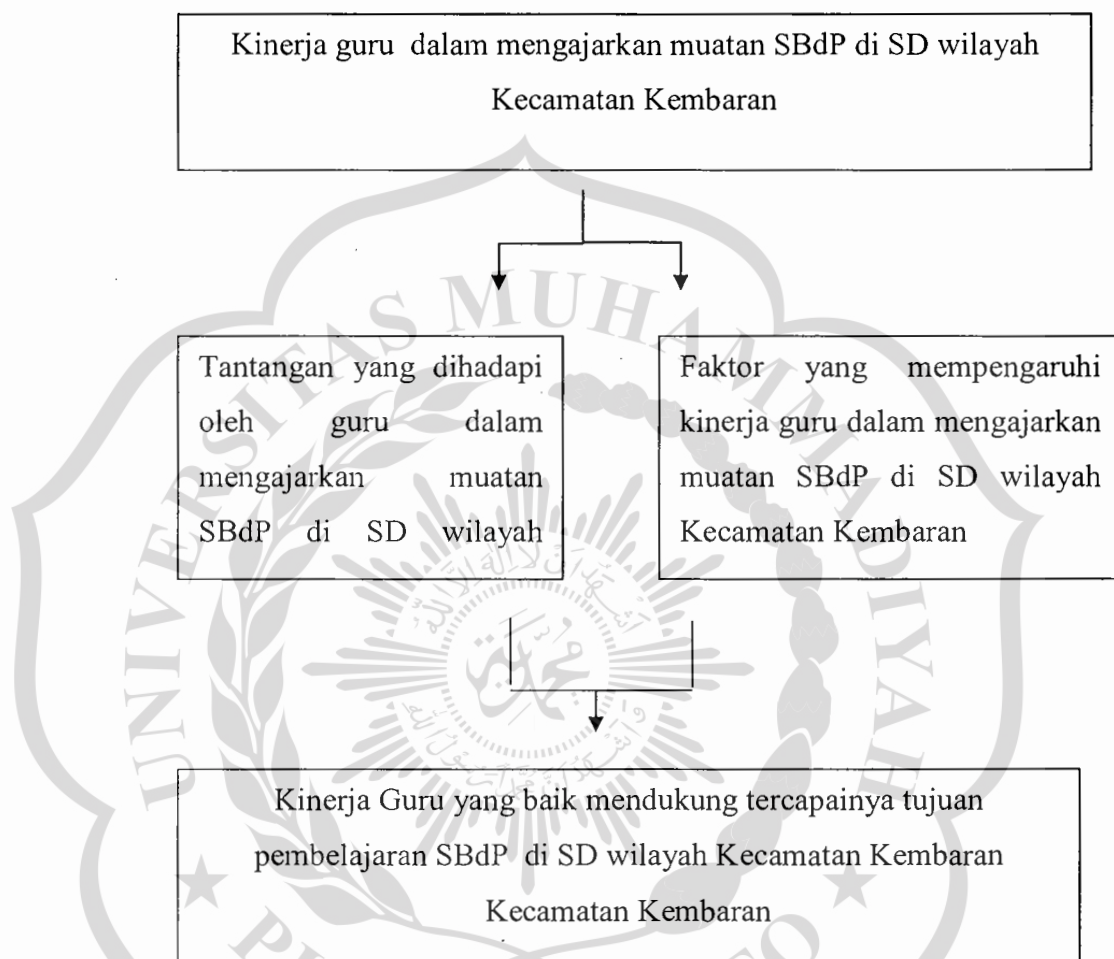 Kinerja guru dalam mengajarkan muatan SBdP di SD wilayah
Kecamatan Kembaran
Tantangan yang dihadapi
oleh guru dalam
mengajarkan muatan
SBdP di SD wilayah
Faktor yang mempengaruhi
kinerja guru dalam mengajarkan
muatan SBdP di SD wilayah
Kecamatan Kembaran
Kinerja Guru yang baik mendukung tercapainya tujuan
pembelajaran SBdP di SD wilayah Kecamatan Kembaran
Kecamatan Kembaran
UNIVERSITAS MUHAMMADIYAH